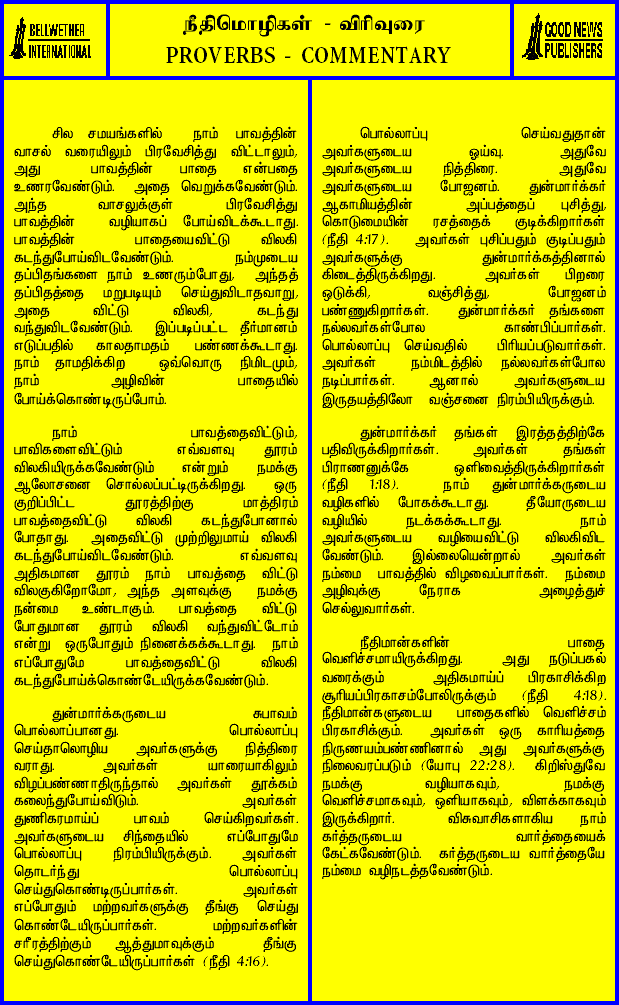 BELLWETHER
INTERNATIONAL
நீதிமொழிகள் - விரிவுரை
PROVERBS - COMMENTARY
GOOD NEWS
PUBLISHERS
சில சமயங்களில் நாம் பாவத்தின்
வாசல் வரையிலும் பிரவேசித்து விட்டாலும்,
அது பாவத்தின் பாதை என்பதை
உணரவேண்டும். அதை வெறுக்கவேண்டும்.
அந்த வாசலுக்குள் பிரவேசித்து
பாவத்தின் வழியாகப் போய்விடக்கூடாது.
பாவத்தின் பாதையைவிட்டு விலகி
கடந்துபோய்விடவேண்டும். நம்முடைய
தப்பிதங்களை நாம் உணரும்போது, அந்தத்
தப்பிதத்தை மறுபடியும் செய்துவிடாதவாறு,
அதை விட்டு விலகி, கடந்து
வந்துவிடவேண்டும். இப்படிப்பட்ட தீர்மானம்
எடுப்பதில் காலதாமதம் பண்ணக்கூடாது.
நாம் தாமதிக்கிற ஒவ்வொரு நிமிடமும்,
நாம் அழிவின் பாதையில்
போய்க்கொண்டிருப்போம்.
நாம் பாவத்தைவிட்டும்,
பாவிகளைவிட்டும் எவ்வளவு தூரம்
விலகியிருக்கவேண்டும் என்றும் நமக்கு
ஆலோசனை சொல்லப்பட்டிருக்கிறது. ஒரு
குறிப்பிட்ட தூரத்திற்கு மாத்திரம்
பாவத்தைவிட்டு விலகி கடந்துபோனால்
போதாது. அதைவிட்டு முற்றிலுமாய் விலகி
கடந்துபோய்விடவேண்டும். எவ்வளவு
அதிகமான தூரம் நாம் பாவத்தை விட்டு
விலகுகிறோமோ, அந்த அளவுக்கு நமக்கு
நன்மை உண்டாகும். பாவத்தை விட்டு
போதுமான தூரம் விலகி வந்துவிட்டோம்
என்று ஒருபோதும் நினைக்கக்கூடாது. நாம்
எப்போதுமே பாவத்தைவிட்டு விலகி
கடந்துபோய்க்கொண்டேயிருக்கவேண்டும்.
துன்மார்க்கருடைய சுபாவம்
பொல்லாப்பானது. பொல்லாப்பு
செய்தாலொழிய அவர்களுக்கு நித்திரை
வராது. அவர்கள் யாரையாகிலும்
விழப்பண்ணாதிருந்தால் அவர்கள் தூக்கம்
கலைந்துபோய்விடும். அவர்கள்
துணிகரமாய்ப் பாவம் செய்கிறவர்கள்.
அவர்களுடைய சிந்தையில் எப்போதுமே
பொல்லாப்பு நிரம்பியிருக்கும். அவர்கள்
தொடர்ந்து பொல்லாப்பு
செய்துகொண்டிருப்பார்கள். அவர்கள்
எப்போதும் மற்றவர்களுக்கு தீங்கு செய்து
கொண்டேயிருப்பார்கள். மற்றவர்களின்
சரீரத்திற்கும் ஆத்துமாவுக்கும் தீங்கு
செய்துகொண்டேயிருப்பார்கள் (நீதி 4:16).
பொல்லாப்பு செய்வதுதான்
அவர்களுடைய ஓய்வு. அதுவே
அவர்களுடைய நித்திரை. அதுவே
அவர்களுடைய போஜனம். துன்மார்க்கர்
ஆகாமியத்தின் அப்பத்தைப் புசித்து,
கொடுமையின் ரசத்தைக் குடிக்கிறார்கள்
(நீதி 4:17). அவர்கள் புசிப்பதும் குடிப்பதும்
அவர்களுக்கு துன்மார்க்கத்தினால்
கிடைத்திருக்கிறது. அவர்கள் பிறரை
ஒடுக்கி, வஞ்சித்து, போஜனம்
பண்ணுகிறார்கள். துன்மார்க்கர் தங்களை
நல்லவர்கள்போல காண்பிப்பார்கள்.
பொல்லாப்பு செய்வதில் பிரியப்படுவார்கள்.
அவர்கள் நம்மிடத்தில் நல்லவர்கள்போல
நடிப்பார்கள். ஆனால் அவர்களுடைய
இருதயத்திலோ வஞ்சனை நிரம்பியிருக்கும்.
துன்மார்க்கர் தங்கள் இரத்தத்திற்கே
பதிவிருக்கிறார்கள். அவர்கள் தங்கள்
பிராணனுக்கே ஒளிவைத்திருக்கிறார்கள்
(நீதி 1:18). நாம் துன்மார்க்கருடைய
வழிகளில் போகக்கூடாது. தீயோருடைய
வழியில் நடக்கக்கூடாது. நாம்
அவர்களுடைய வழியைவிட்டு விலகிவிட
வேண்டும். இல்லையென்றால் அவர்கள்
நம்மை பாவத்தில் விழவைப்பார்கள். நம்மை
அழிவுக்கு நேராக அழைத்துச்
செல்லுவார்கள்.
நீதிமான்களின் பாதை
வெளிச்சமாயிருக்கிறது. அது நடுப்பகல்
வரைக்கும் அதிகமாய்ப் பிரகாசிக்கிற
சூரியப்பிரகாசம்போலிருக்கும் (நீதி 4:18).
நீதிமான்களுடைய பாதைகளில் வெளிச்சம்
பிரகாசிக்கும். அவர்கள் ஒரு காரியத்தை
நிருணயம்பண்ணினால் அது அவர்களுக்கு
நிலைவரப்படும் (யோபு 22:28). கிறிஸ்துவே
நமக்கு வழியாகவும், நமக்கு
வெளிச்சமாகவும், ஒளியாகவும், விளக்காகவும்
இருக்கிறார். விசுவாசிகளாகிய நாம்
கர்த்தருடைய வார்த்தையைக்
கேட்கவேண்டும். கர்த்தருடைய வார்த்தையே
நம்மை வழிநடத்தவேண்டும்.